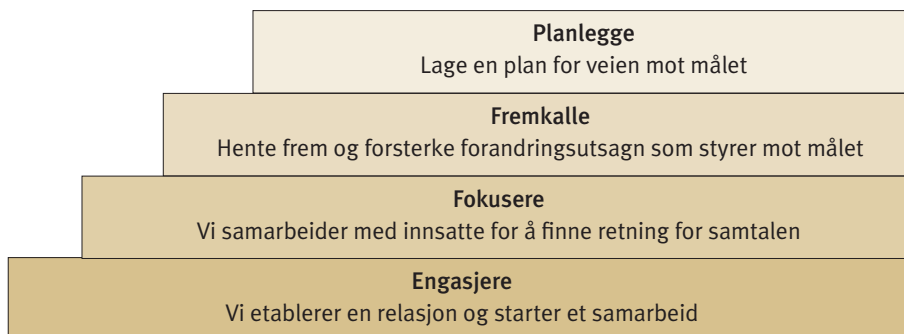 Planlegge
Lage en plan for veien mot målet
Fremkalle
Hente frem og forsterke forandringsutsagn som styrer mot målet
Fokusere
Vi samarbeider med innsatte for å finne retning for samtalen
Engasjere
Vi etablerer en relasjon og starter et samarbeid